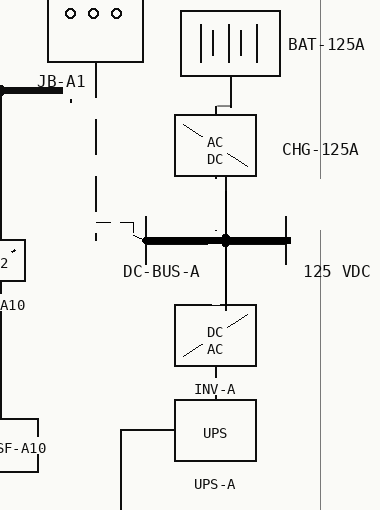 BAT-125A
JB-A1
AC
DC
CHG-125A
2
DC-BUS-A
125 VDC
A10
DC
AC
INV-A
UPS
SF-A10
UPS-A